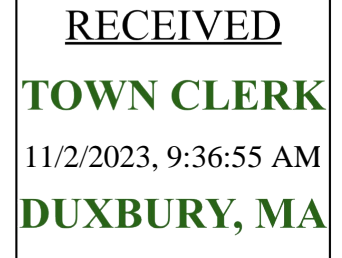 RECEIVED
TOWN CLERK
11/2/2023, 9:36:55 AM
DUXBURY, MA